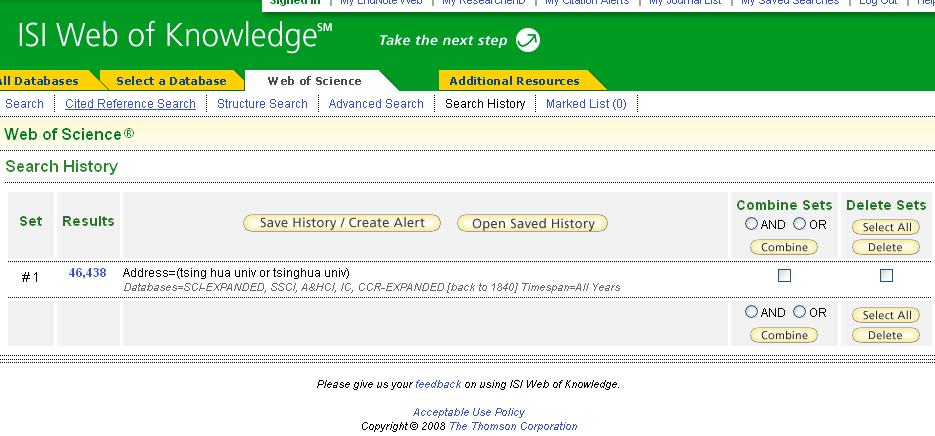 Signed In | My EndNote Web | My ResearcherID | My Citation Alerts | My Journal List | My Saved Searches | Log Out |
ISI Web of Knowledge℠ Take the next step
All Databases Select a Database Web of Science Additional Resources
Search Cited Reference Search Structure Search Advanced Search Search History Marked List (0)
Web of Science®
Search History
Set Results Save History / Create Alert Open Saved History Combine Sets Delete Sets
AND OR Select All
Combine Delete
# 1 46,438 Address=(tsing hua univ or tsinghua univ)
Databases=SCI-EXPANDED, SSCI, A&HCI, IC, CCR-EXPANDED [back to 1840] Timespan=All Years
AND OR Select All
Combine Delete
Please give us your feedback on using ISI Web of Knowledge.
Acceptable Use Policy
Copyright © 2008 The Thomson Corporation